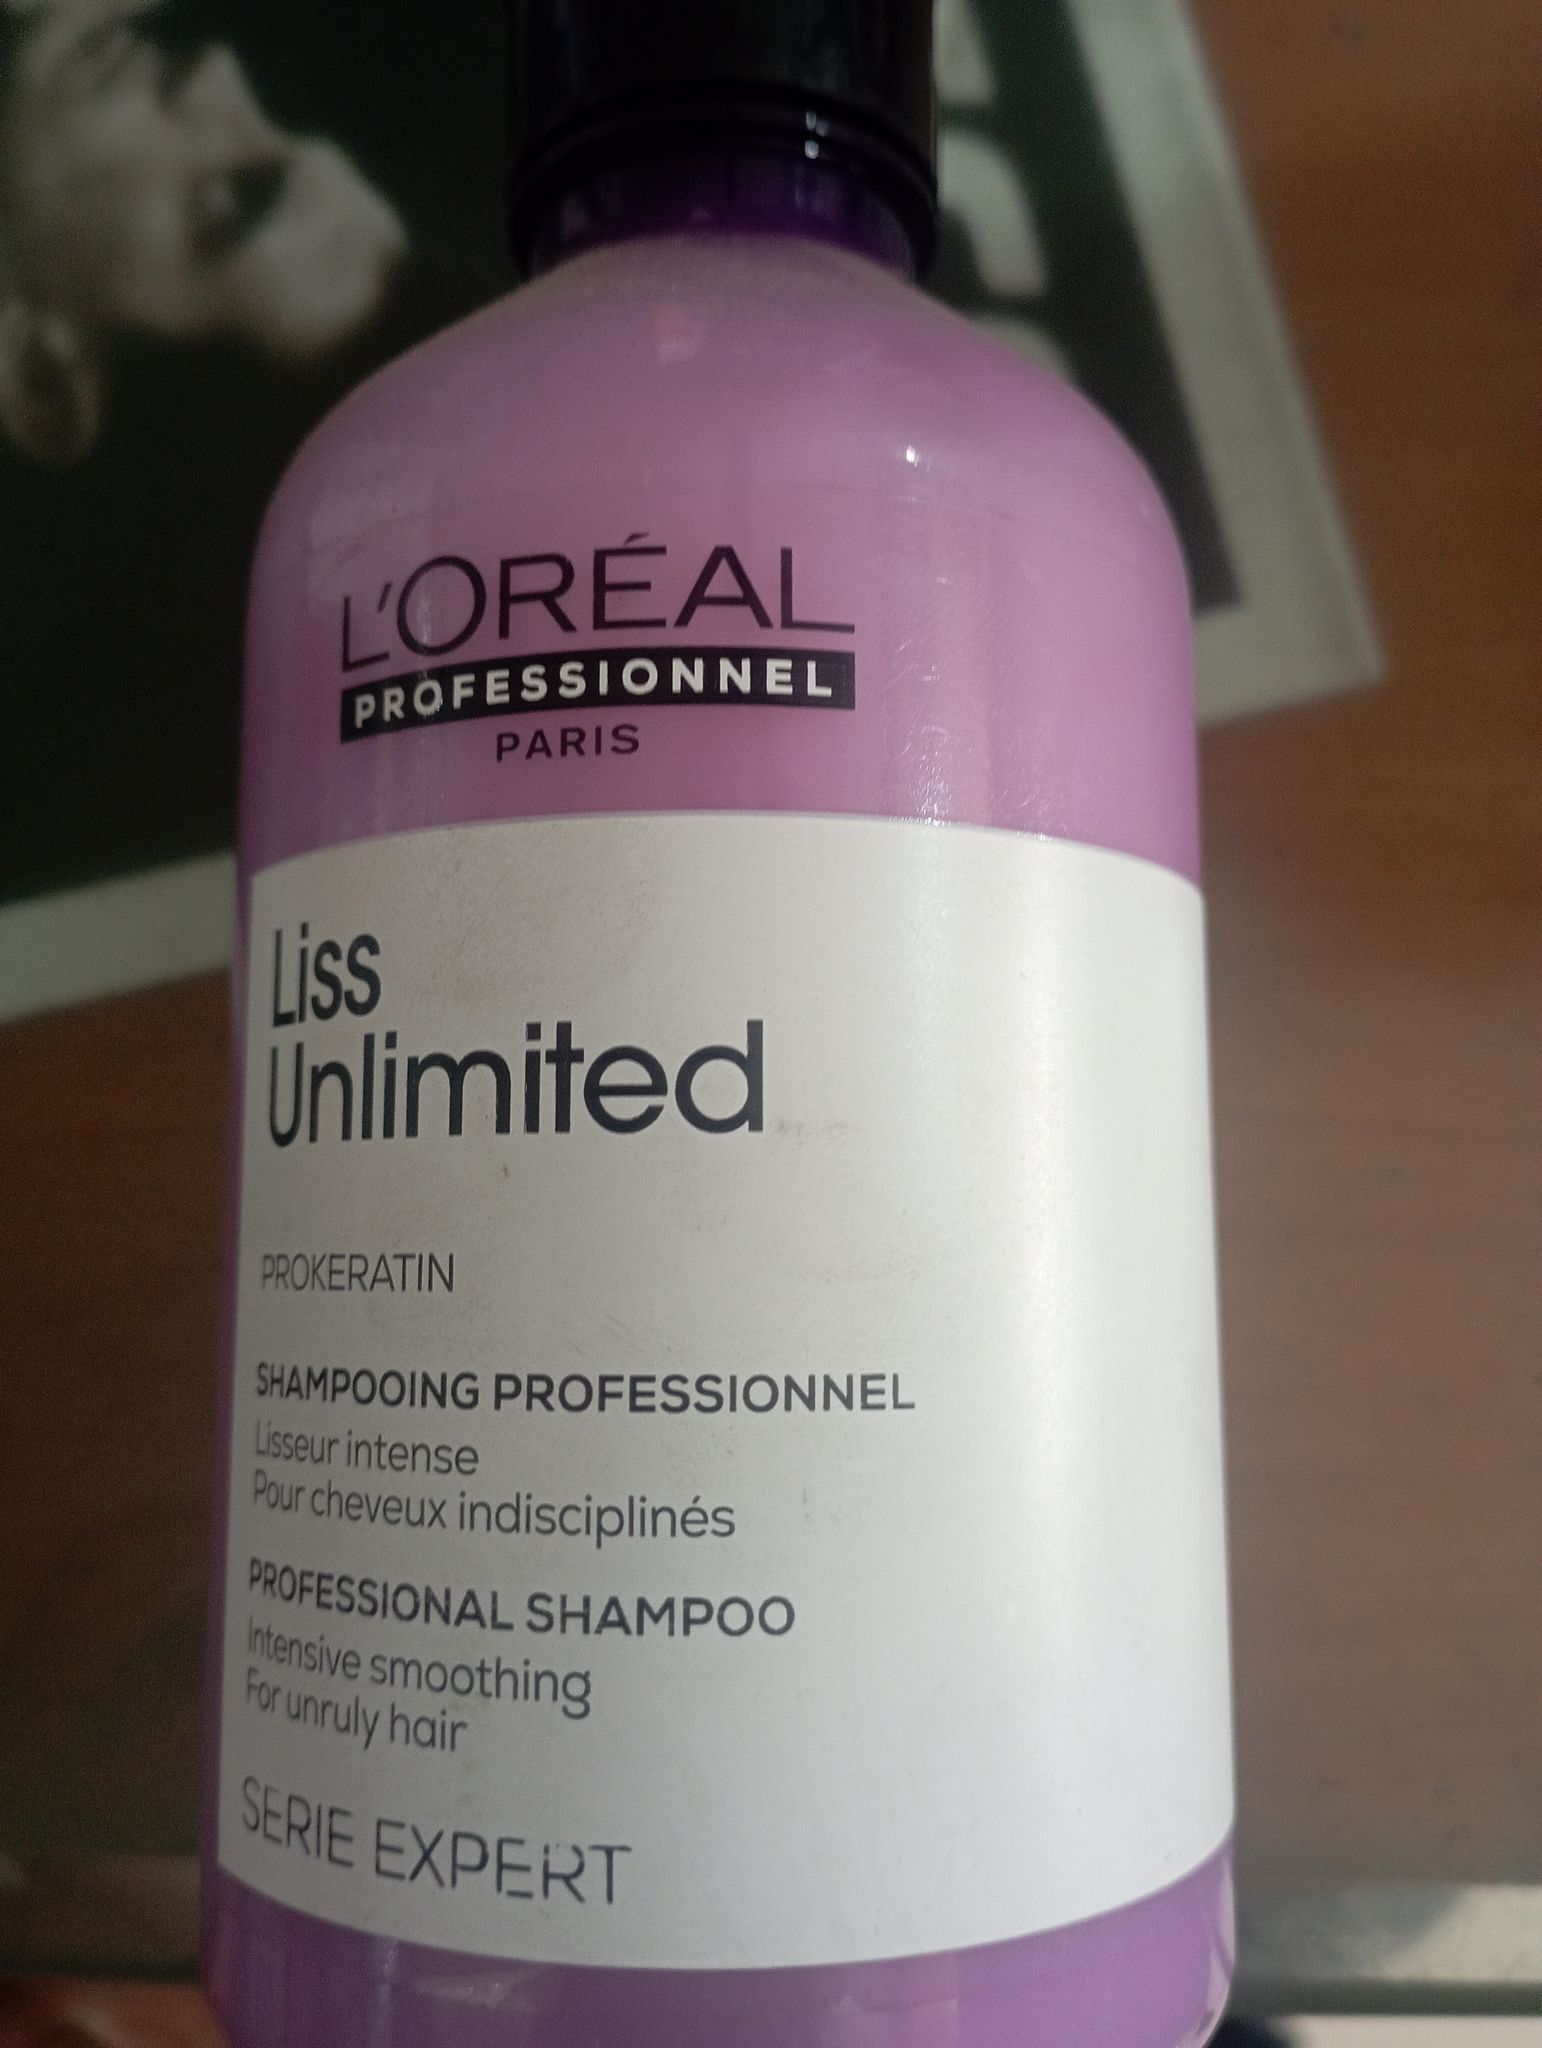 L'ORÉAL
PROFESSIONNEL
PARIS
Liss
Unlimited
PROKERATIN
SHAMPOOING PROFESSIONNEL
Lisseur intense
Pour cheveux indisciplinés
PROFESSIONAL SHAMPOO
Intensive smoothing
For unruly hair
SERIE EXPERT